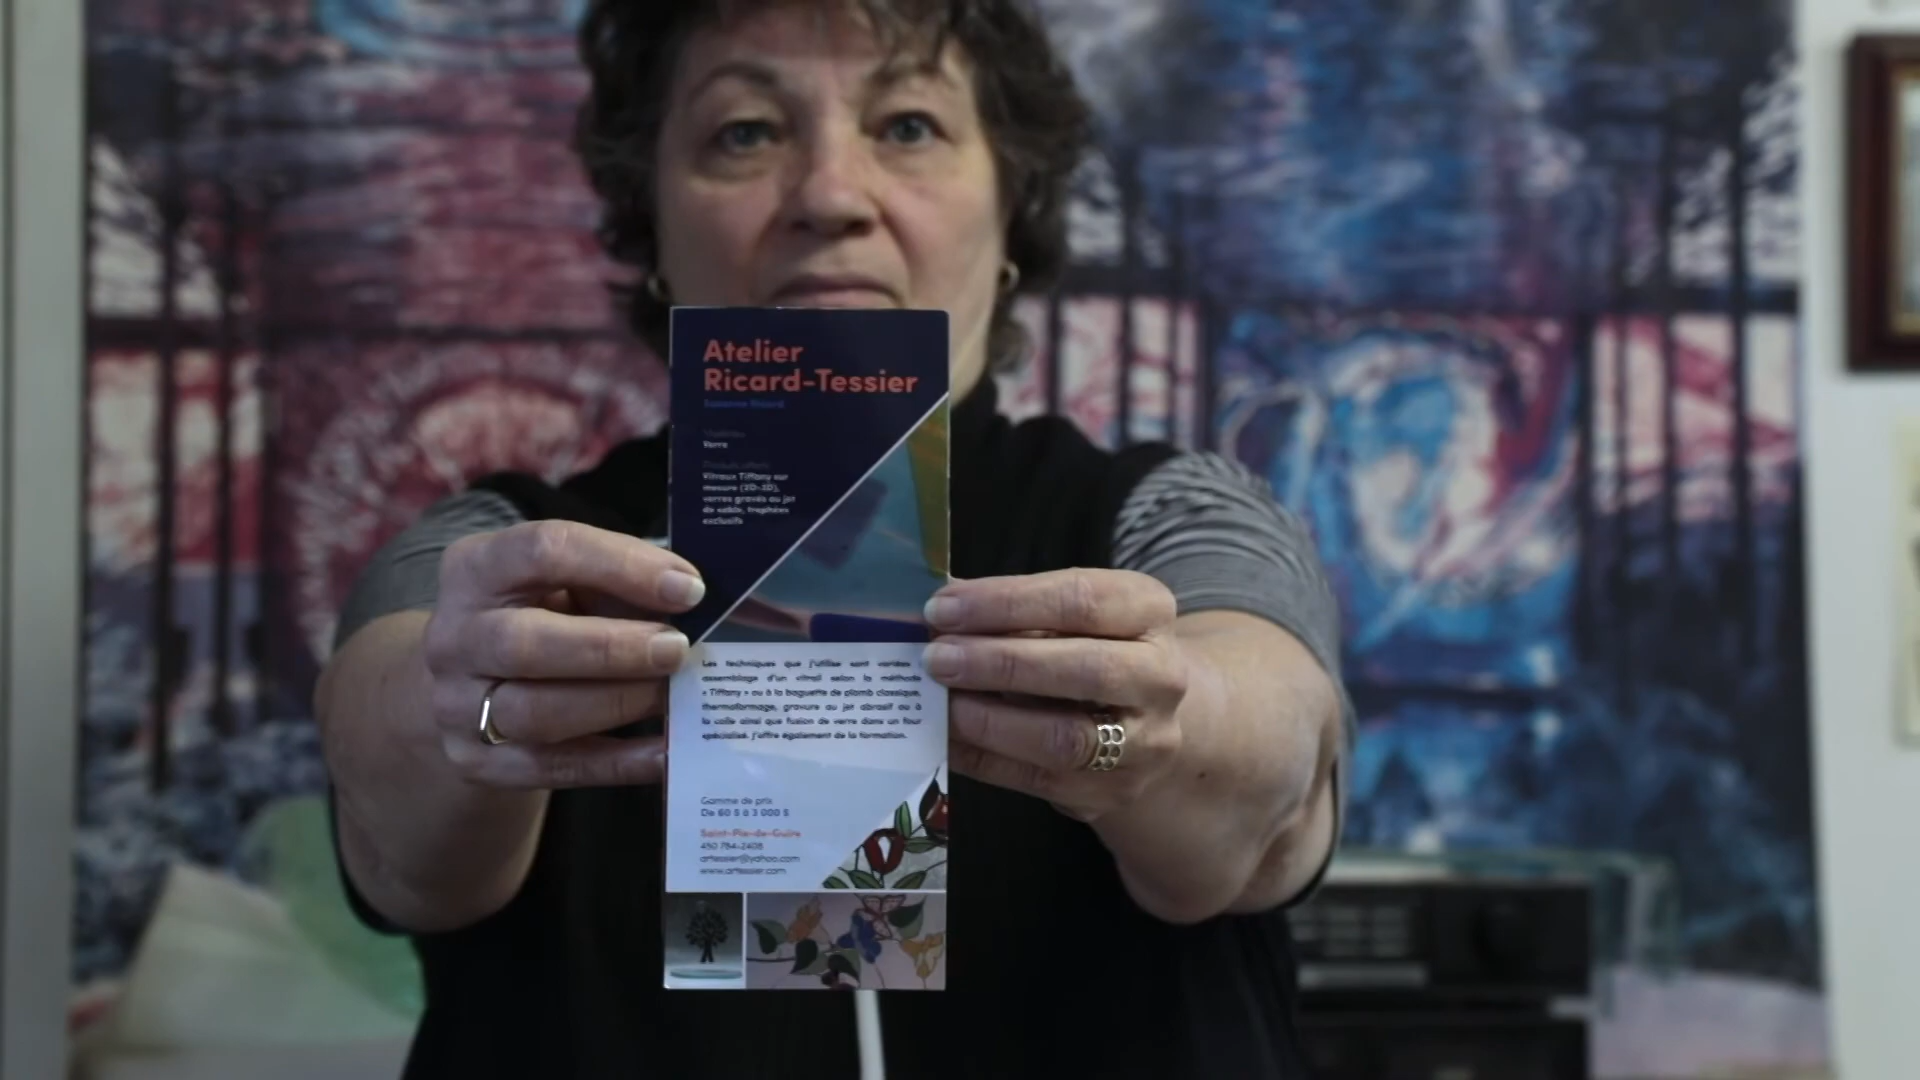 Atelier
Ricard-Tessier
Suzanne Ricard
Verre
Vitraux Tiffany sur
mesure (2D-3D),
verres gravés au jet
de sable, trophées
exclusifs
Les techniques que j'utilise sont variées :
assemblage d'un vitrail selon la méthode
« Tiffany » ou à la baguette de plomb classique,
thermoformage, gravure au jet abrasif ou à
la colle ainsi que fusion de verre dans un four
spécialisé. J'offre également de la formation.
Gamme de prix
De 60 $ à 3 000 $
Saint-Pie-de-Guire
450 784-2408
artessier@yahoo.com
www.artessier.com